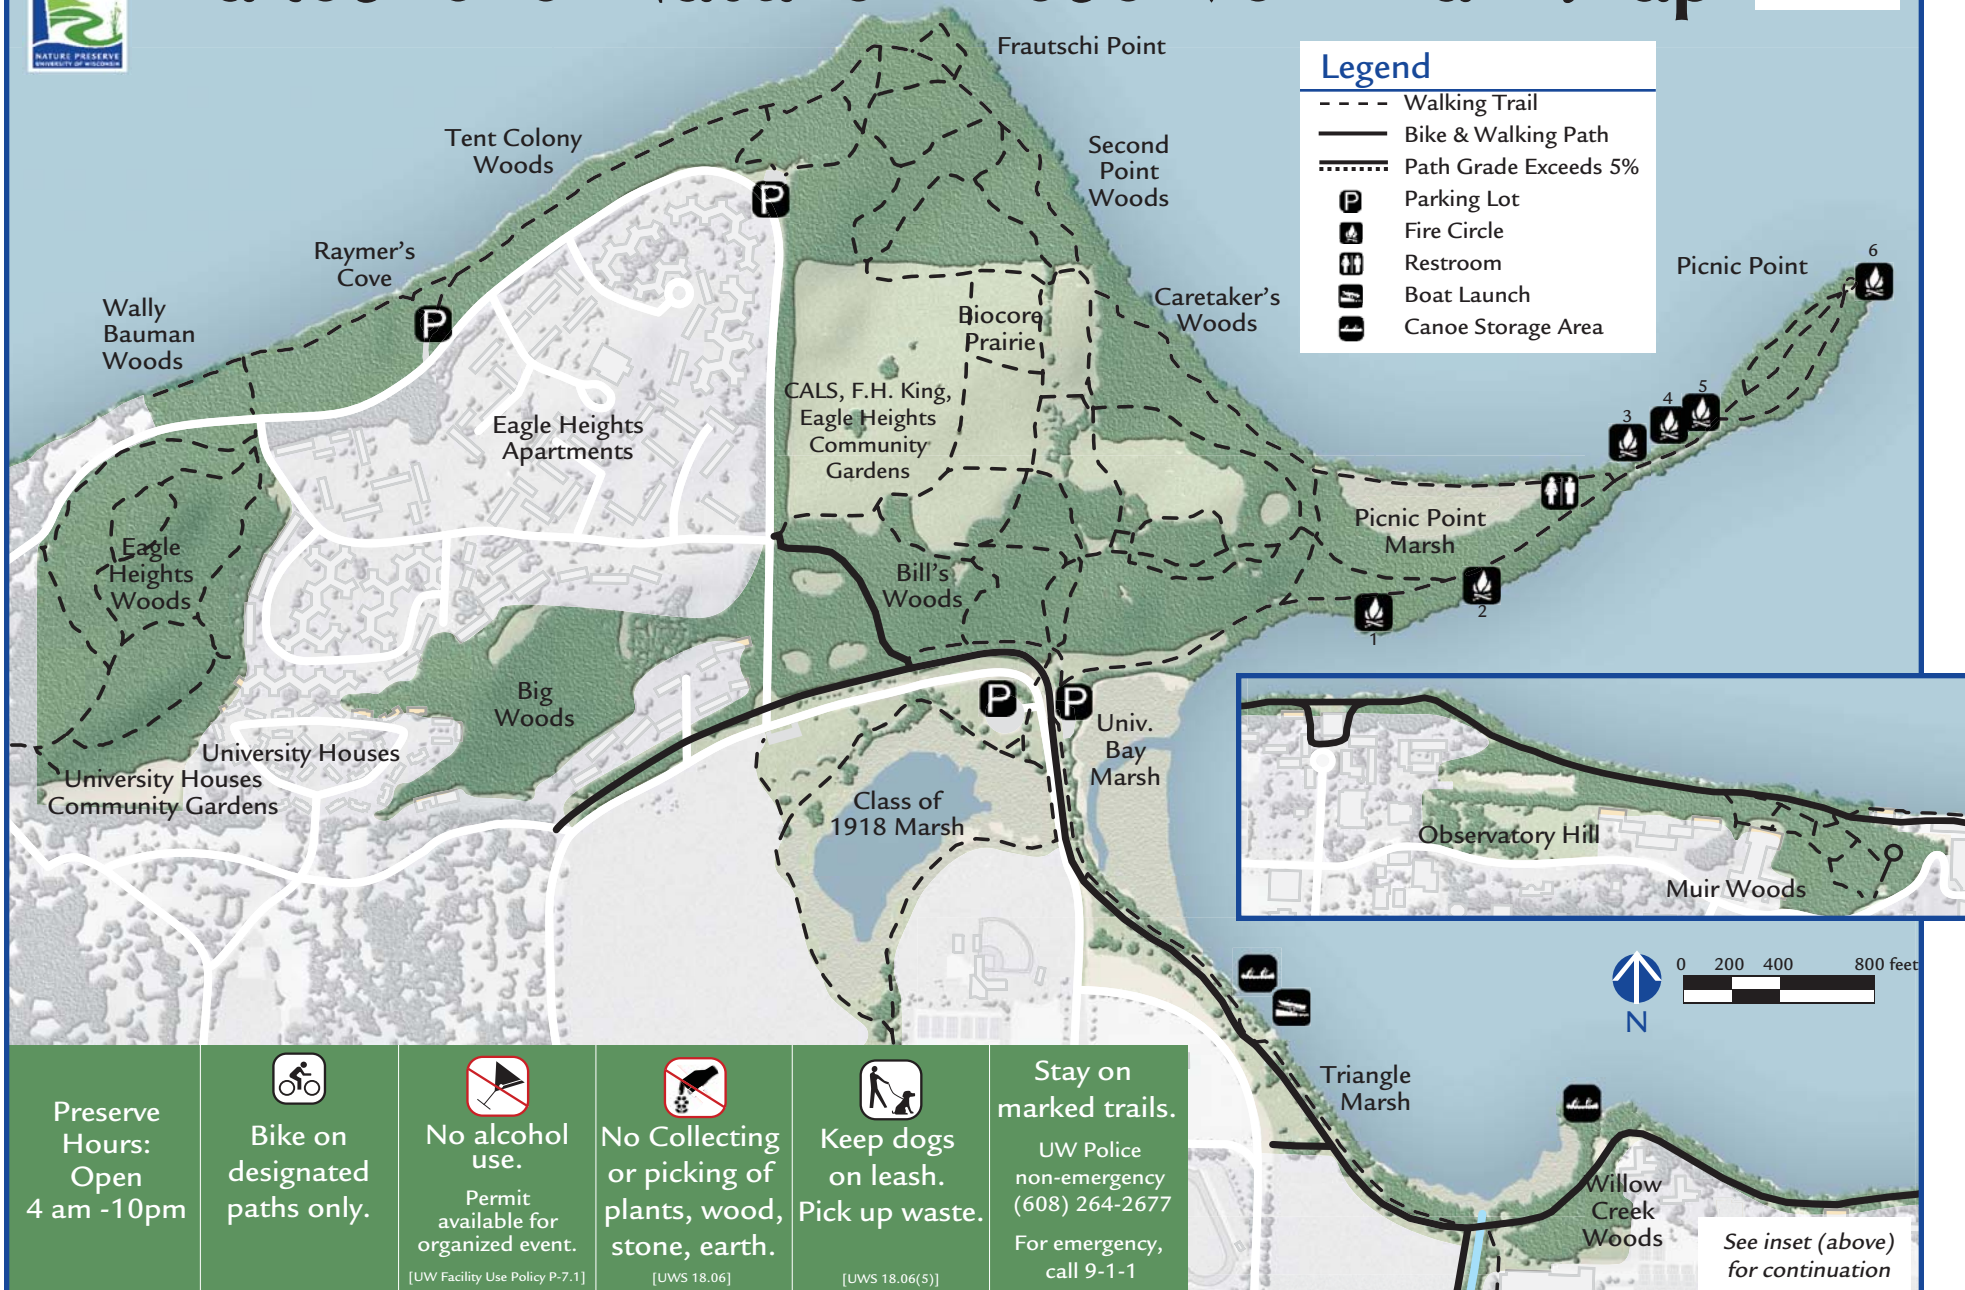 NATURE PRESERVE
UNIVERSITY OF WISCONSIN
Frautschi Point
Legend
Walking Trail
Bike & Walking Path
Path Grade Exceeds 5%
P
Parking Lot
Fire Circle
Restroom
Boat Launch
Canoe Storage Area
Tent Colony
Woods
Second
Point
Woods
P
Raymer's
Cove
P
Wally
Bauman
Woods
Picnic Point
6
Caretaker's
Woods
Biocore
Prairie
CALS, F.H. King,
Eagle Heights
Community
Gardens
Eagle Heights
Apartments
5
4
3
Picnic Point
Marsh
2
1
Eagle
Heights
Woods
Bill's
Woods
Big
Woods
P
P
Univ.
Bay
Marsh
University Houses
University Houses
Community Gardens
Class of
1918 Marsh
Observatory Hill
Muir Woods
N
0 200 400 800 feet
Triangle
Marsh
Willow
Creek
Woods
See inset (above)
for continuation
Preserve
Hours:
Open
4 am -10pm
Bike on
designated
paths only.
No alcohol
use.
Permit
available for
organized event.
[UW Facility Use Policy P-7.1]
No Collecting
or picking of
plants, wood,
stone, earth.
[UWS 18.06]
Keep dogs
on leash.
Pick up waste.
[UWS 18.06(5)]
Stay on
marked trails.
UW Police
non-emergency
(608) 264-2677
For emergency,
call 9-1-1